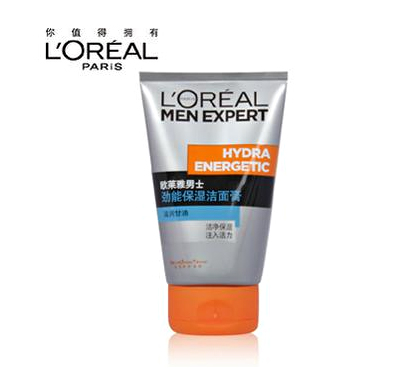 你值得拥有
L'ORÉAL
PARIS
L'ORÉAL
MEN EXPERT
HYDRA
ENERGETIC
欧莱雅男士
劲能保湿洁面膏
洁净保湿
注入活力